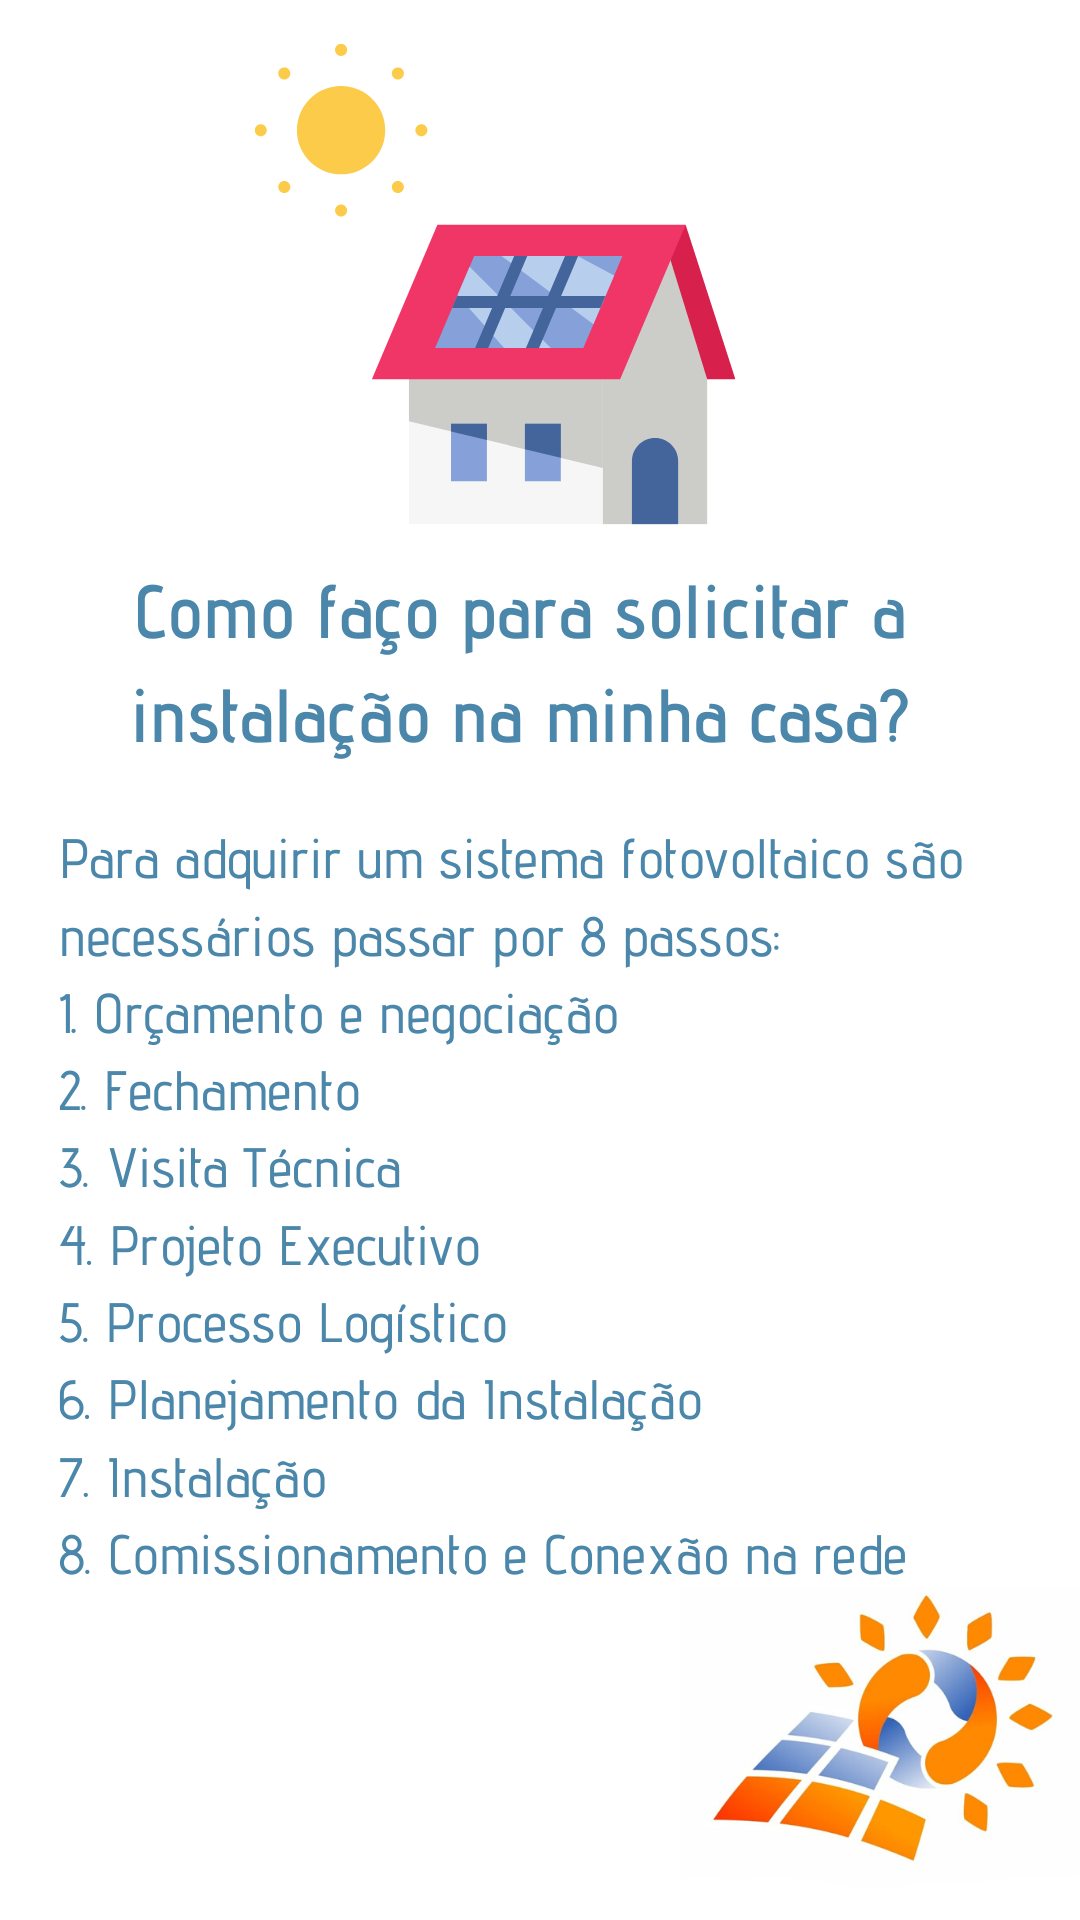 Como faço para solicitar a
instalação na minha casa?
Para adquirir um sistema fotovoltaico são
necessários passar por 8 passos:
1. Orçamento e negociação
2. Fechamento
3. Visita Técnica
4. Projeto Executivo
5. Processo Logístico
6. Planejamento da Instalação
7. Instalação
8. Comissionamento e Conexão na rede